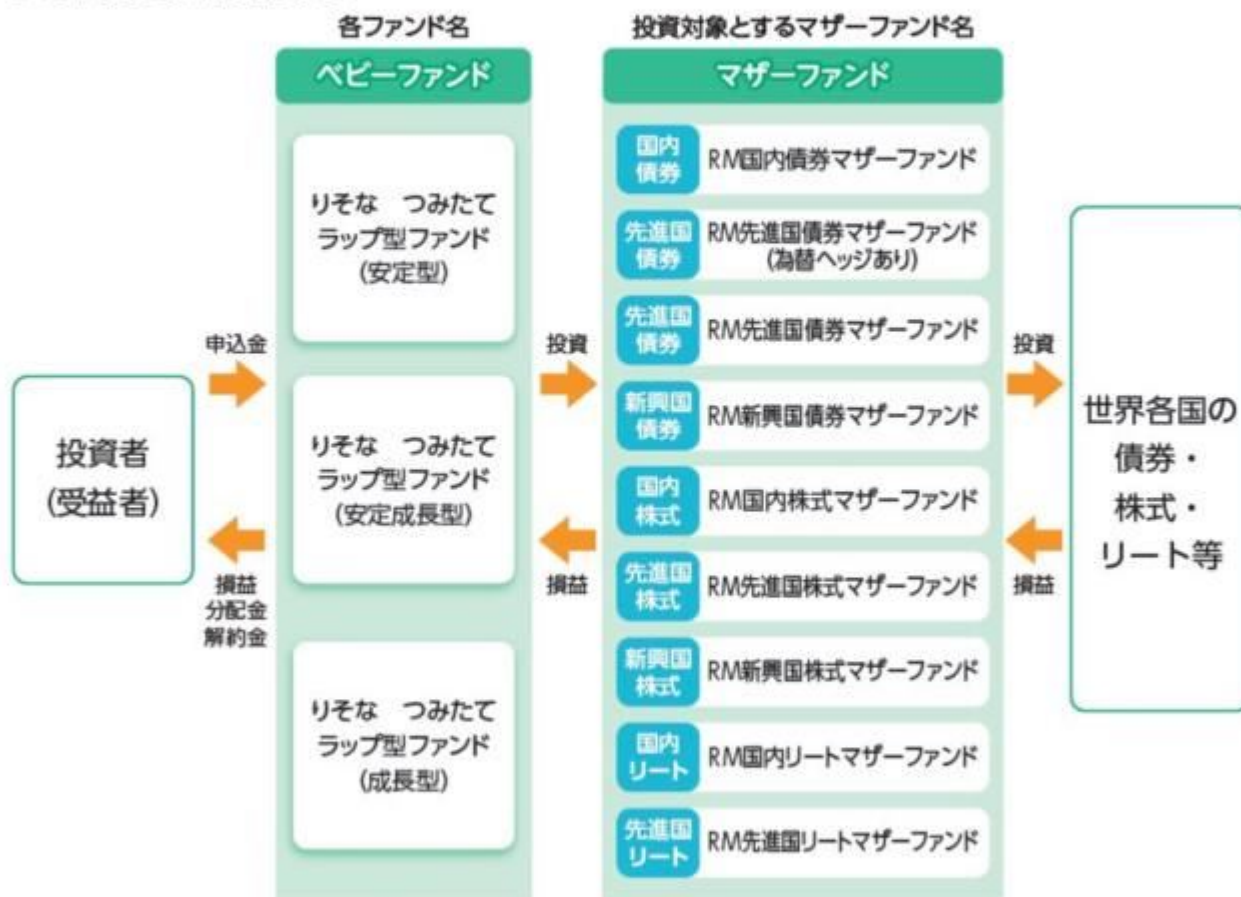 各ファンド名
ベビーファンド
りそな つみたて
ラップ型ファンド
(安定型)
りそな つみたて
ラップ型ファンド
(安定成長型)
りそな つみたて
ラップ型ファンド
(成長型)
投資対象とするマザーファンド名
マザーファンド
国内
債券
RM国内債券マザーファンド
先進国
債券
RM先進国債券マザーファンド
(為替ヘッジあり)
先進国
債券
RM先進国債券マザーファンド
新興国
債券
RM新興国債券マザーファンド
国内
株式
RM国内株式マザーファンド
先進国
株式
RM先進国株式マザーファンド
新興国
株式
RM新興国株式マザーファンド
国内
リート
RM国内リートマザーファンド
先進国
リート
RM先進国リートマザーファンド
投資者
(受益者)
申込金
損益
分配金
解約金
投資
損益
投資
損益
世界各国の
債券・
株式・
リート等